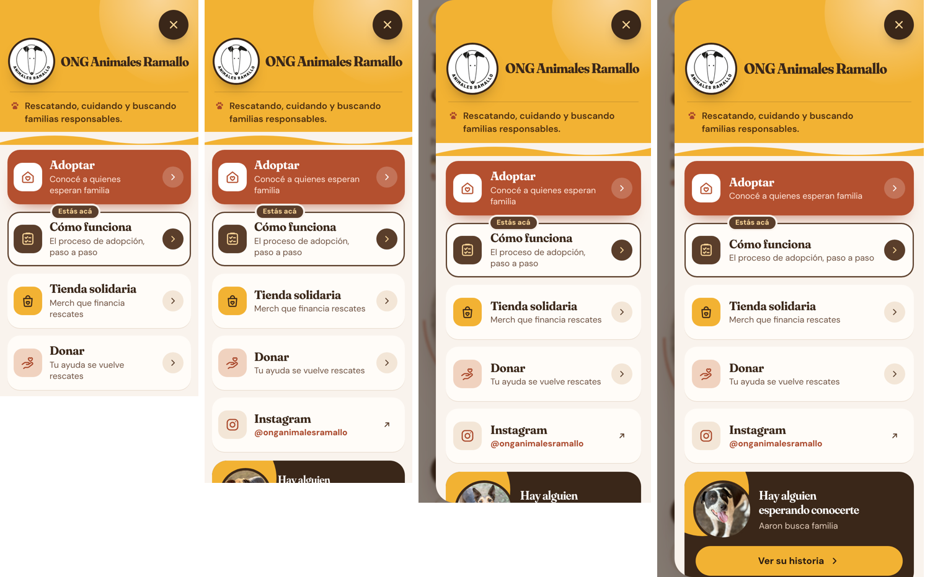 ANIMALES RAMALLO
ONG Animales Ramallo
Rescatando, cuidando y buscando
familias responsables.
Adoptar
Conocé a quienes
esperan familia
Estás acá
Cómo funciona
El proceso de adopción,
paso a paso
Tienda solidaria
Merch que financia
rescates
Donar
Tu ayuda se vuelve
rescates
ANIMALES RAMALLO
ONG Animales Ramallo
Rescatando, cuidando y buscando
familias responsables.
Adoptar
Conocé a quienes esperan
familia
Estás acá
Cómo funciona
El proceso de adopción,
paso a paso
Tienda solidaria
Merch que financia rescates
Donar
Tu ayuda se vuelve rescates
Instagram
@onganimalesramallo
Hay alguien
ANIMALES RAMALLO
ONG Animales Ramallo
Rescatando, cuidando y buscando
familias responsables.
Adoptar
Conocé a quienes esperan
familia
Estás acá
Cómo funciona
El proceso de adopción,
paso a paso
Tienda solidaria
Merch que financia rescates
Donar
Tu ayuda se vuelve rescates
Instagram
@onganimalesramallo
Hay alguien
ANIMALES RAMALLO
ONG Animales Ramallo
Rescatando, cuidando y buscando
familias responsables.
Adoptar
Conocé a quienes esperan familia
Estás acá
Cómo funciona
El proceso de adopción, paso a paso
Tienda solidaria
Merch que financia rescates
Donar
Tu ayuda se vuelve rescates
Instagram
@onganimalesramallo
Hay alguien
esperando conocerte
Aaron busca familia
Ver su historia